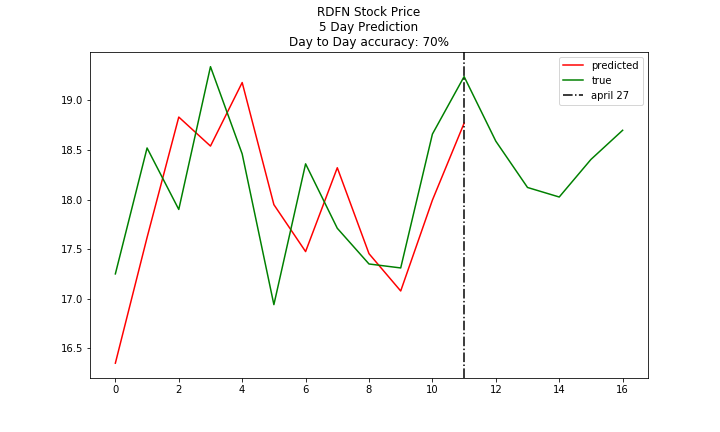 RDFN Stock Price
5 Day Prediction
Day to Day accuracy: 70%
predicted
true
april 27
19.0
18.5
18.0
17.5
17.0
16.5
0 2 4 6 8 10 12 14 16